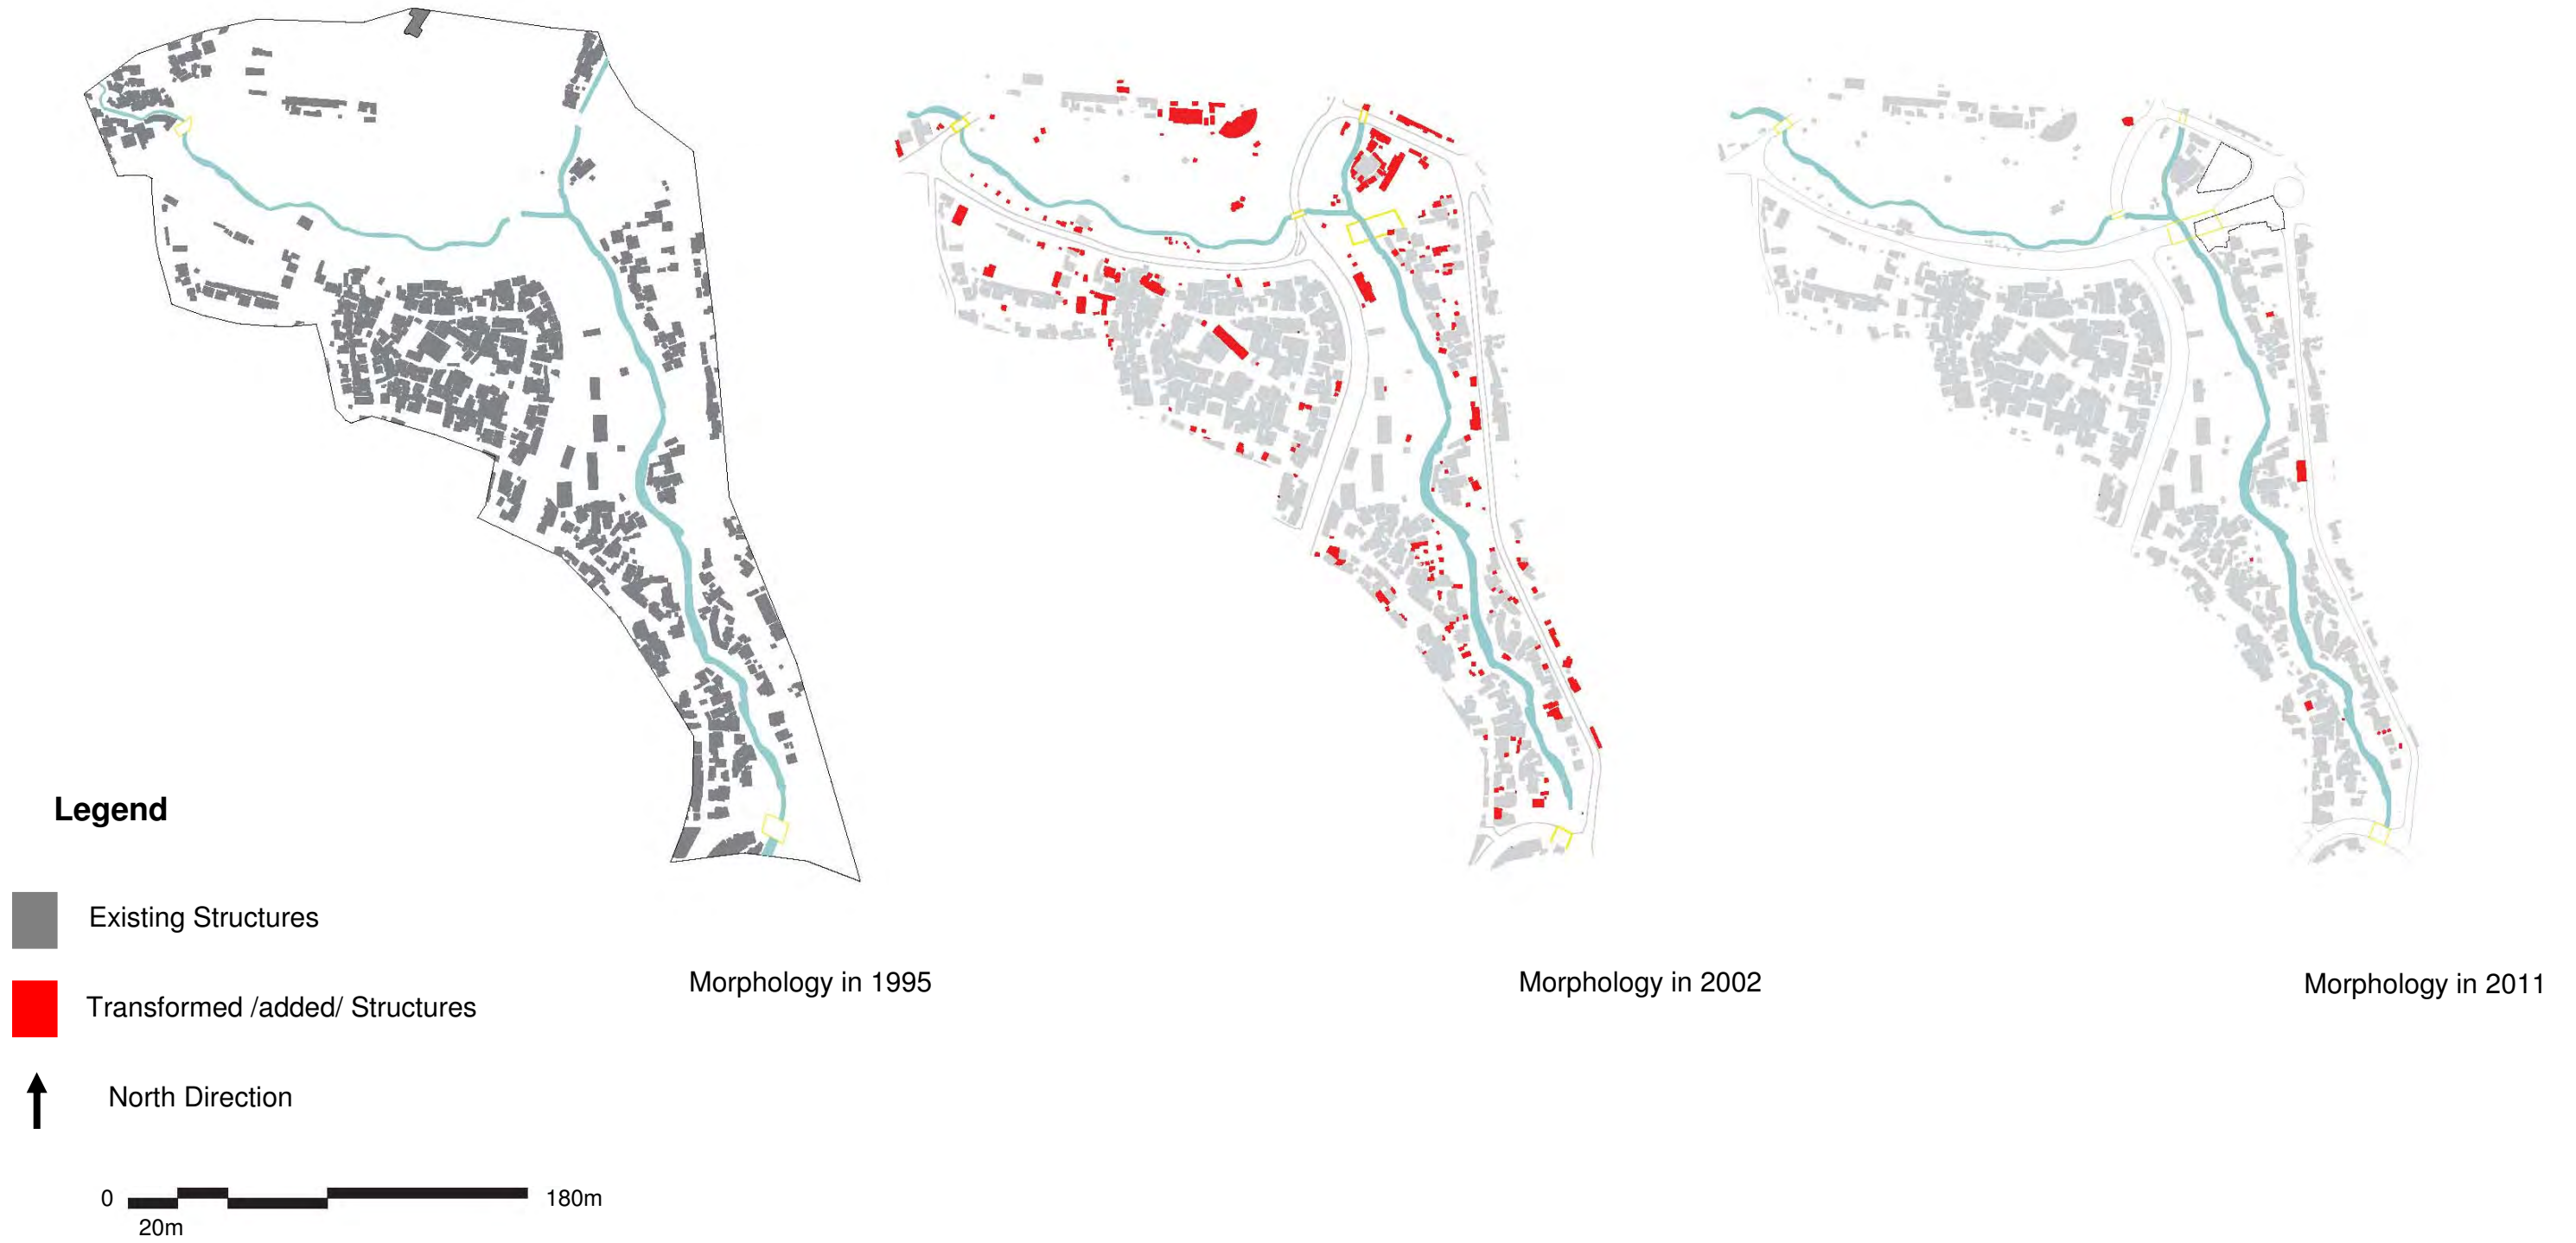 Legend
Existing Structures
Transformed /added/ Structures
North Direction
0
20m
180m
Morphology in 1995
Morphology in 2002
Morphology in 2011